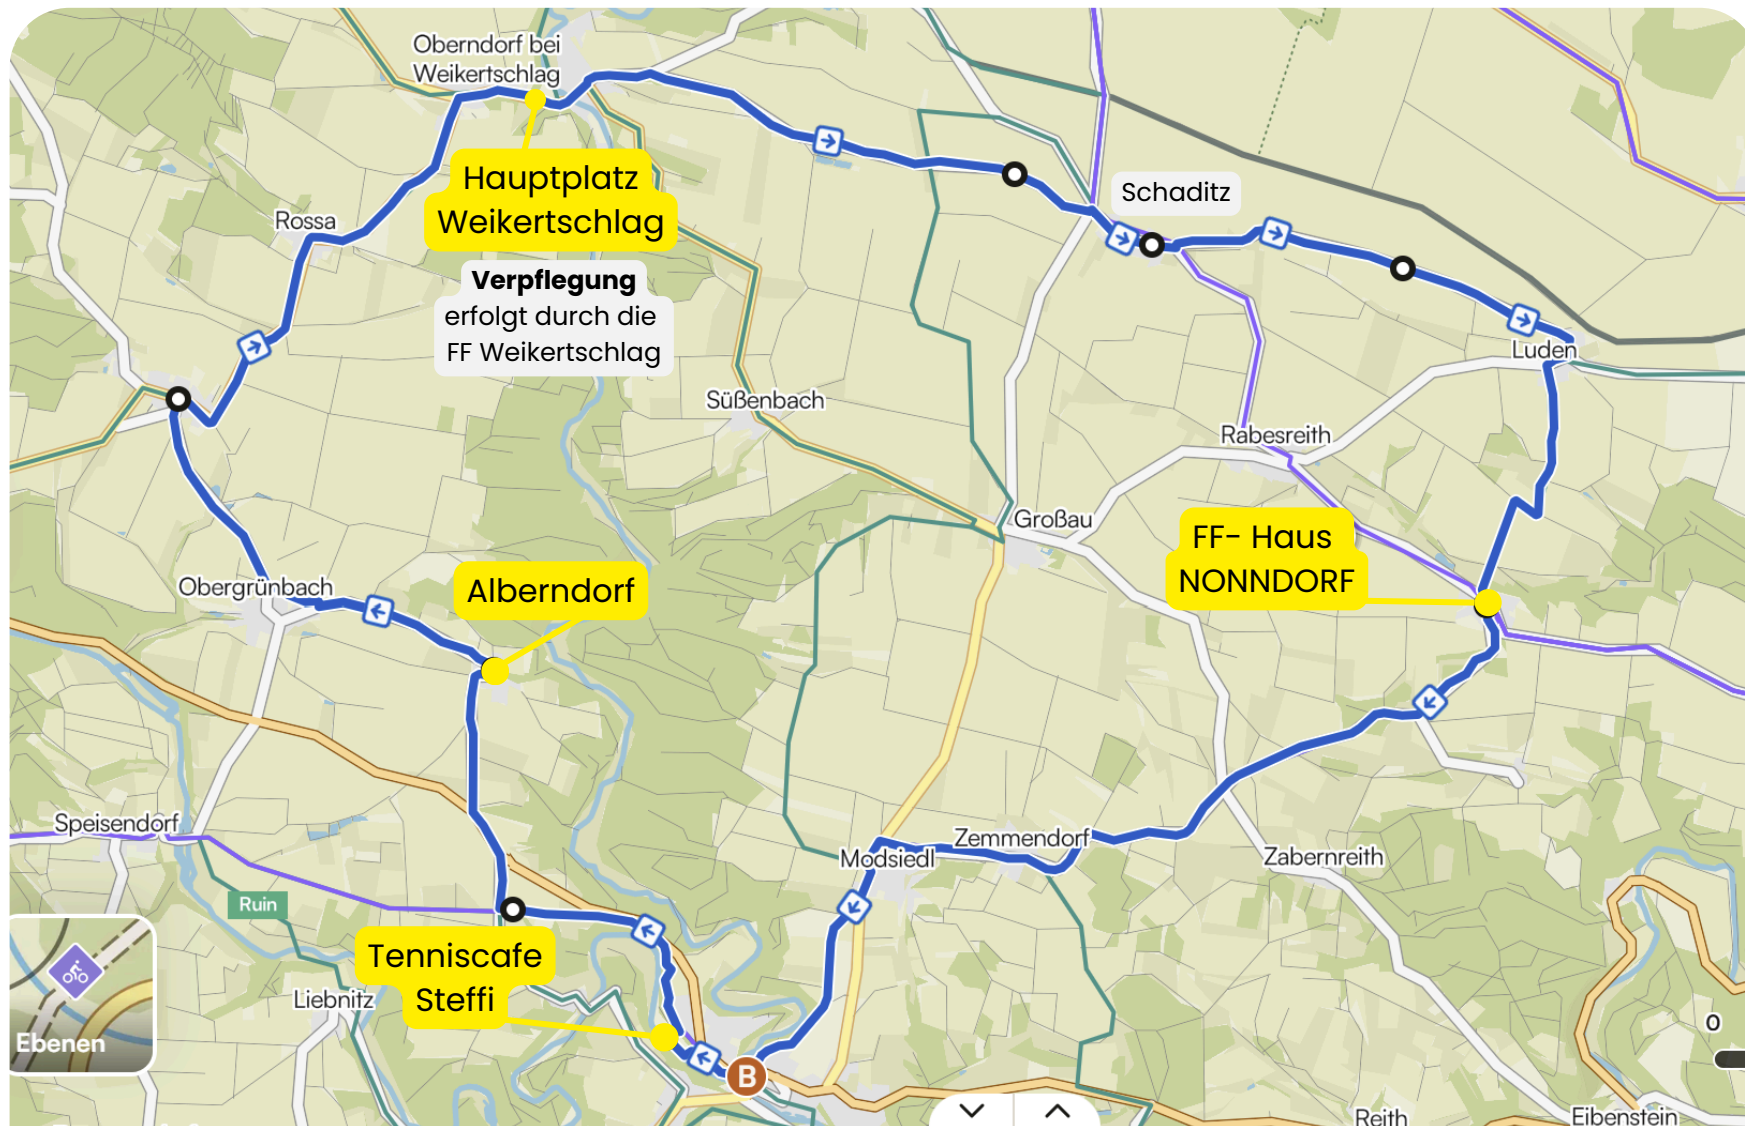 Oberndorf bei
Weikertschlag
Hauptplatz
Weikertschlag
Schaditz
Rossa
Verpflegung
erfolgt durch die
FF Weikertschlag
Luden
Süßenbach
Rabesreith
Großau
FF- Haus
NONNDORF
Obergrünbach
Alberndorf
Speisendorf
Zemmendorf
Modsiedl
Zabernreith
Ruin
Tenniscafe
Steffi
Liebnitz
Ebenen
0
B
Reith
Eibenstein